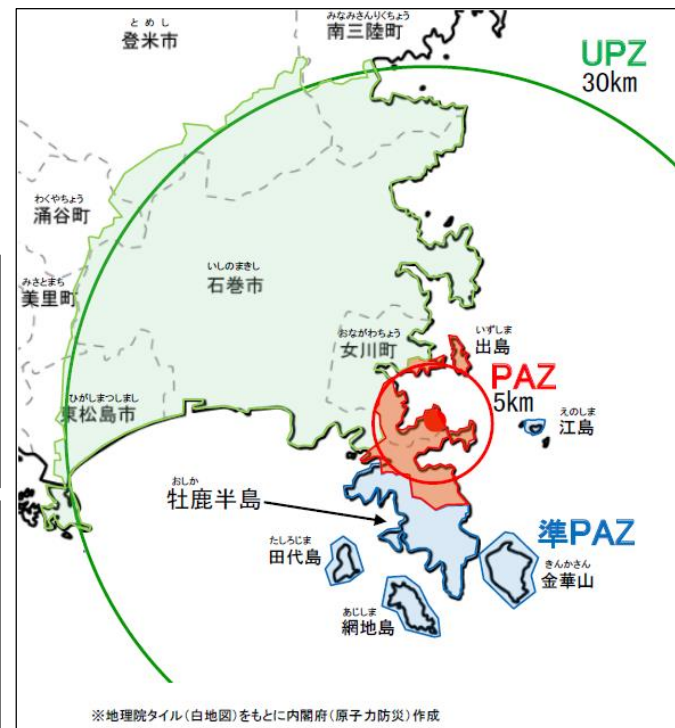 とめし
登米市
みなみさんりくちょう
南三陸町
UPZ
30km
わくやちょう
涌谷町
いしのまきし
石巻市
みさとまち
美里町
おながわちょう
女川町
いずしま
出島
PAZ
5km
ひがしまつしまし
東松島市
えのしま
江島
おしか
牡鹿半島
準PAZ
たしろじま
田代島
きんかさん
金華山
あじしま
網地島
※地理院タイル(白地図)をもとに内閣府(原子力防災)作成